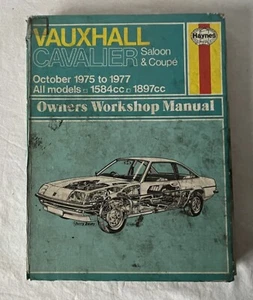 VAUXHALL
CAVALIER Saloon & Coupé
October 1975 to 1977
All models □ 1584cc □ 1897cc
Haynes
Owners Workshop Manual